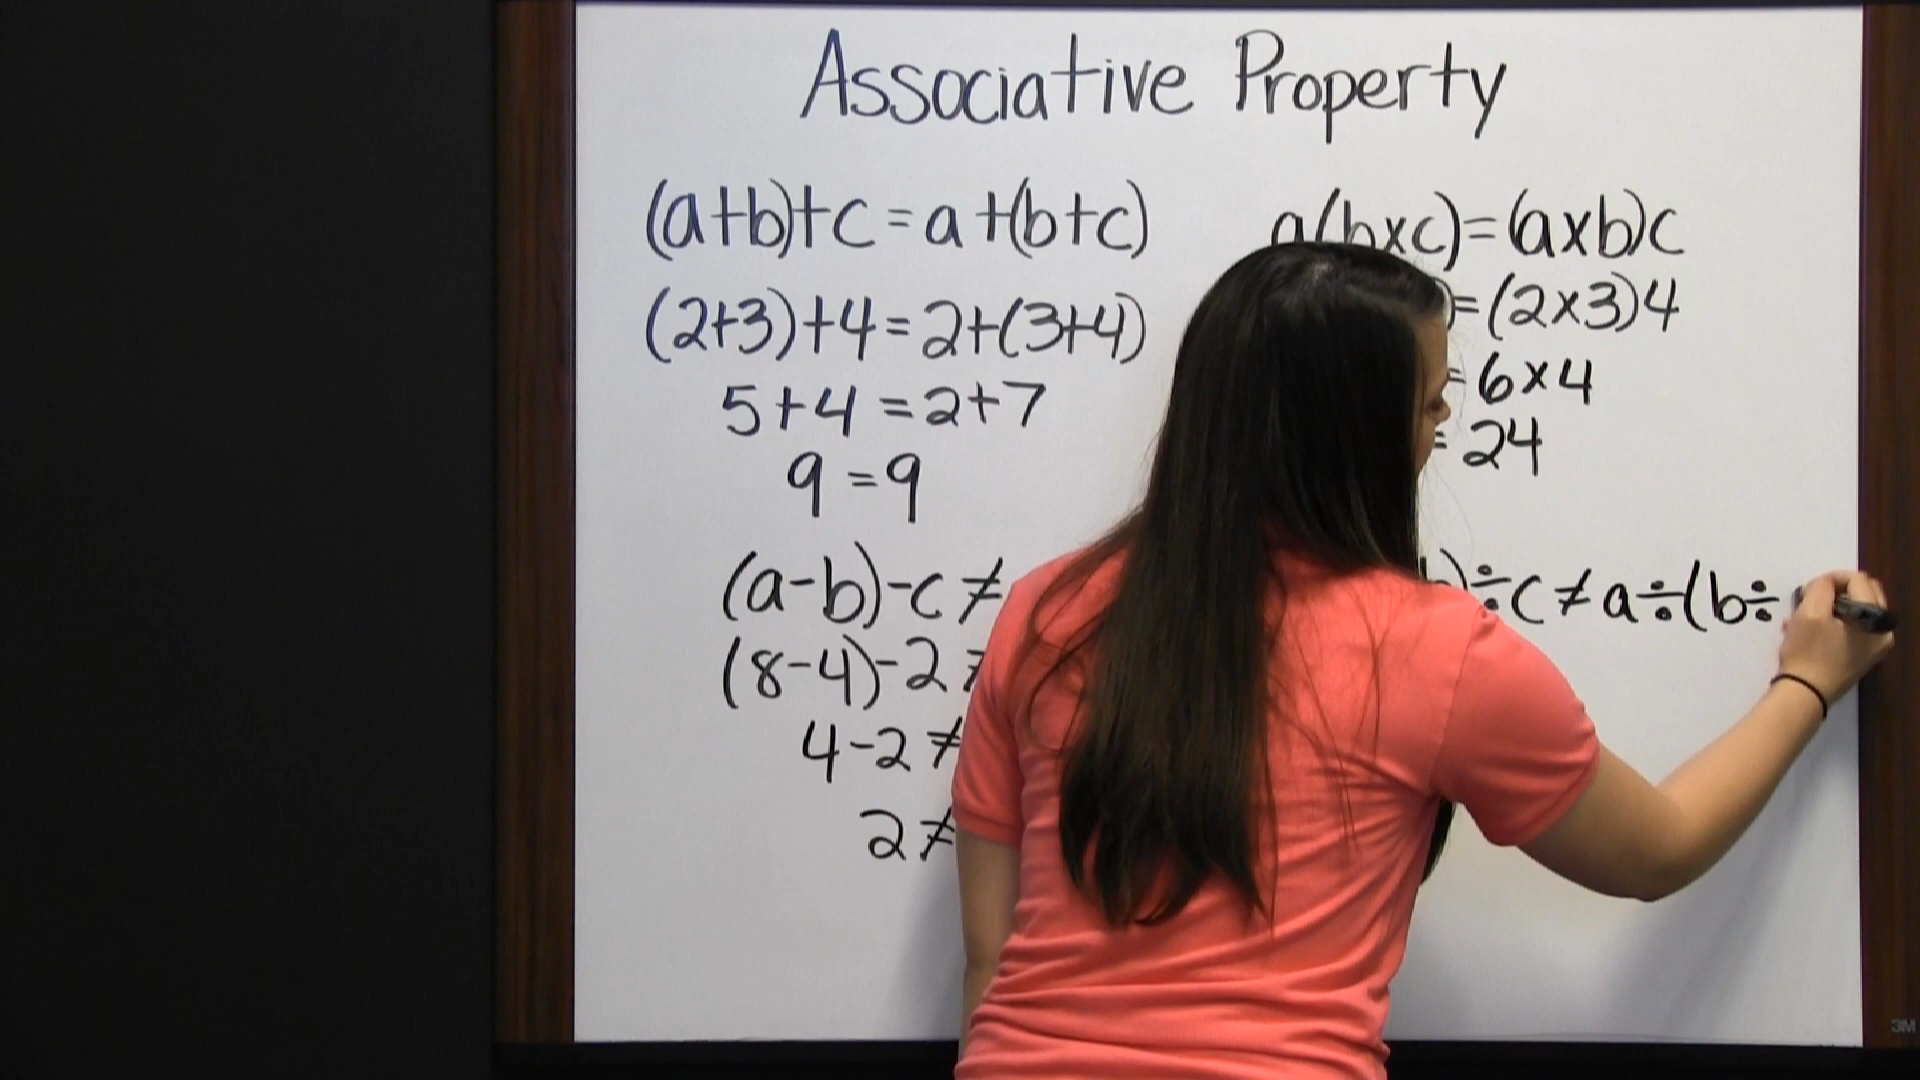 Associative Property
(a+b)+c=a+(b+c)
(2+3)+4=2+(3+4)
5+4=2+7
9=9
a(bxc)=(axb)c
)=(2x3)4
=6x4
=24
(a-b)-c≠
(8-4)-2≠
4-2≠
2≠
)÷c≠a÷(b÷
3M